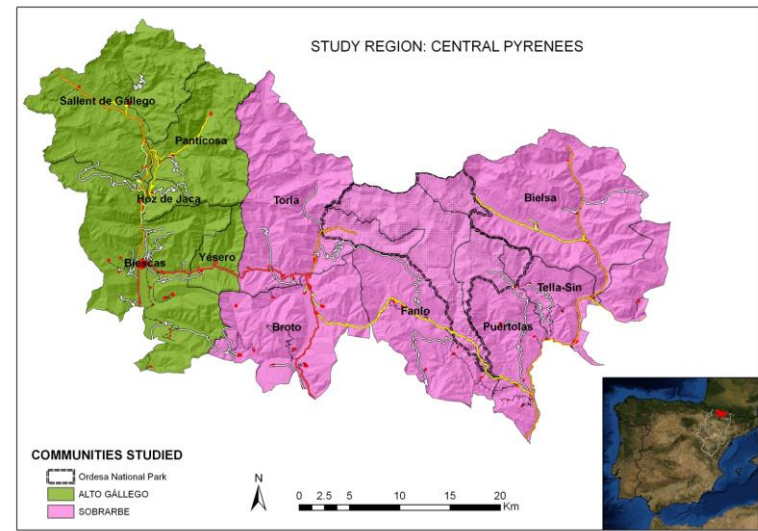 STUDY REGION: CENTRAL PYRENEES
Sallent de Gállego
Panticosa
Hoz de Jaca
Torla
Bielsa
Yésero
Biescas
Tella-Sin
Fanlo
Puertolas
Broto
COMMUNITIES STUDIED
Ordesa National Park
ALTO GÁLLEGO
SOBRARBE
N
0 2.5 5 10 15 20
Km